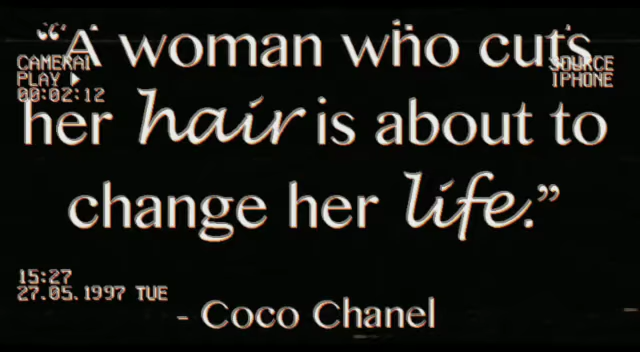 “A woman who cuts
CAMERA1
PLAY
00:02:12
SOURCE
IPHONE
her hair is about to
change her life.”
15:27
27.05.1997 TUE
- Coco Chanel